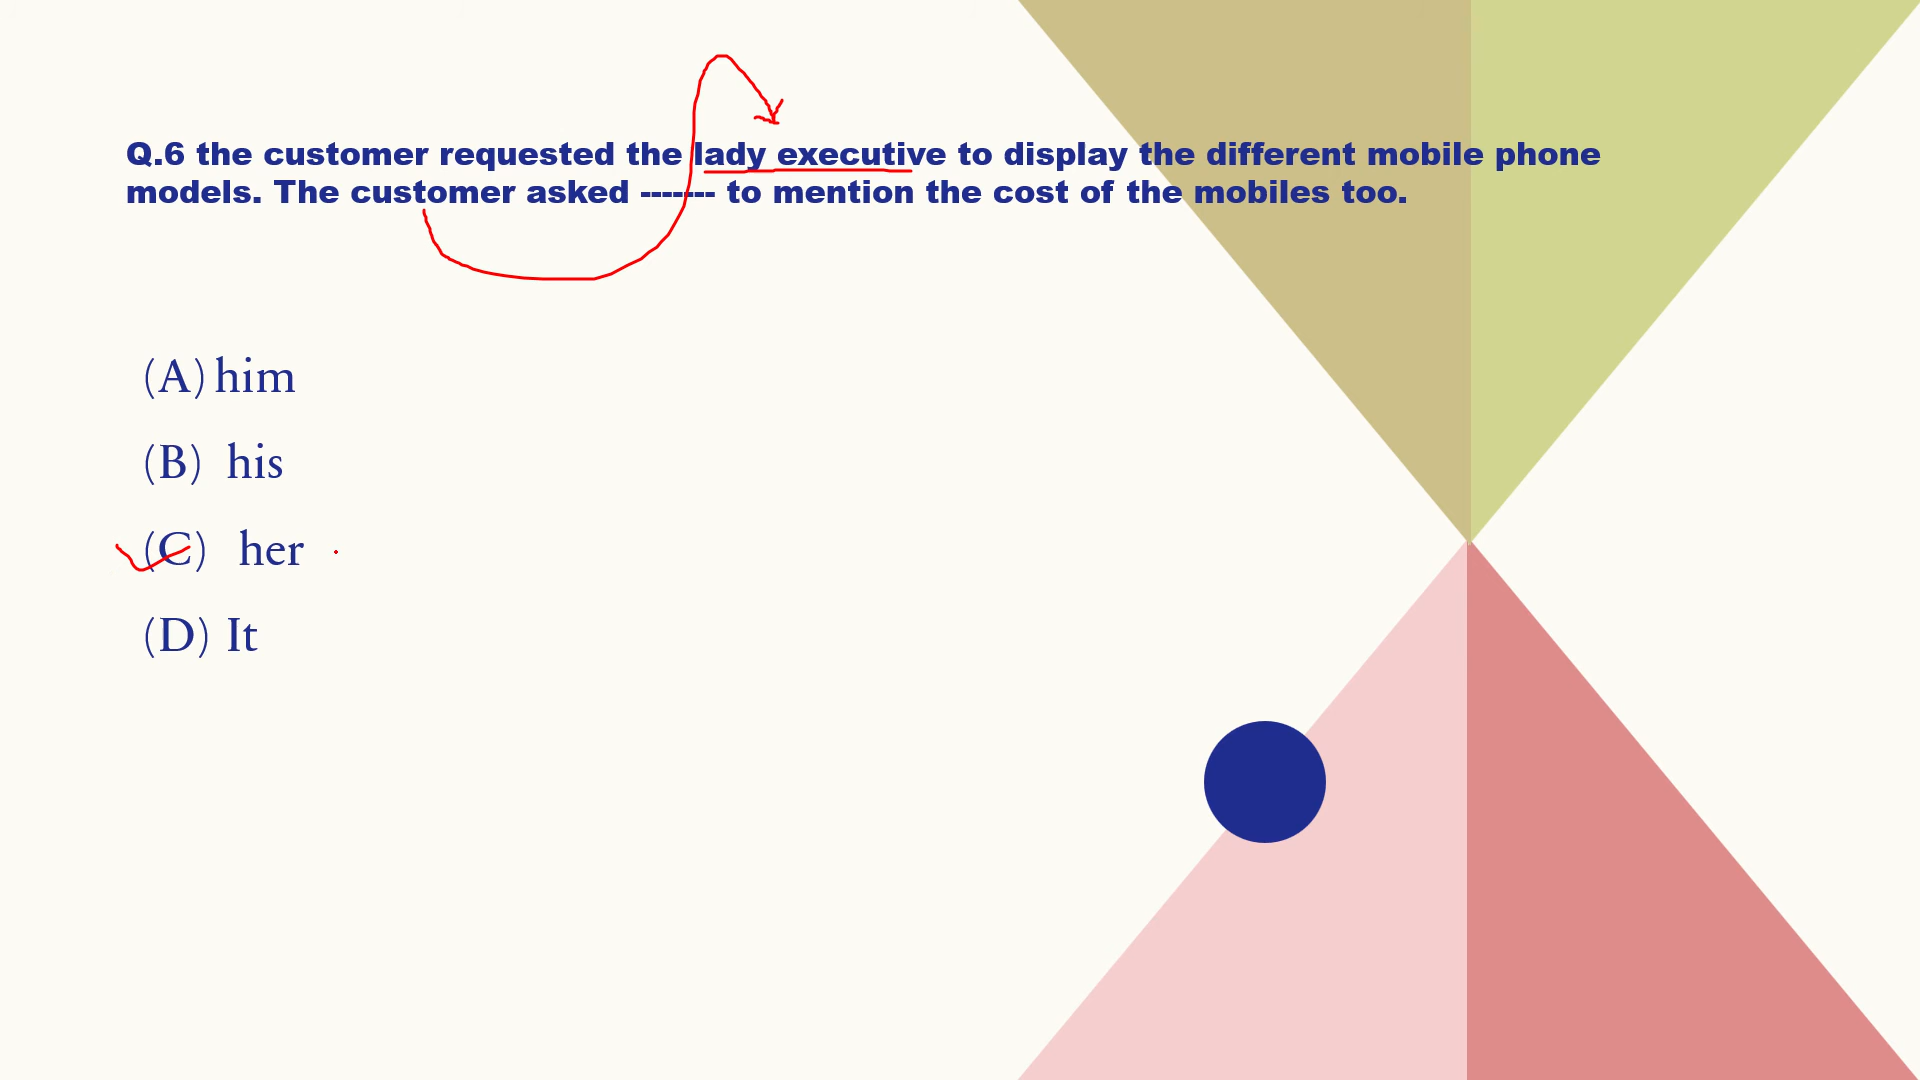 Q.6 the customer requested the lady executive to display the different mobile phone
models. The customer asked ------- to mention the cost of the mobiles too.
(A) him
(B) his
(C) her
(D) It